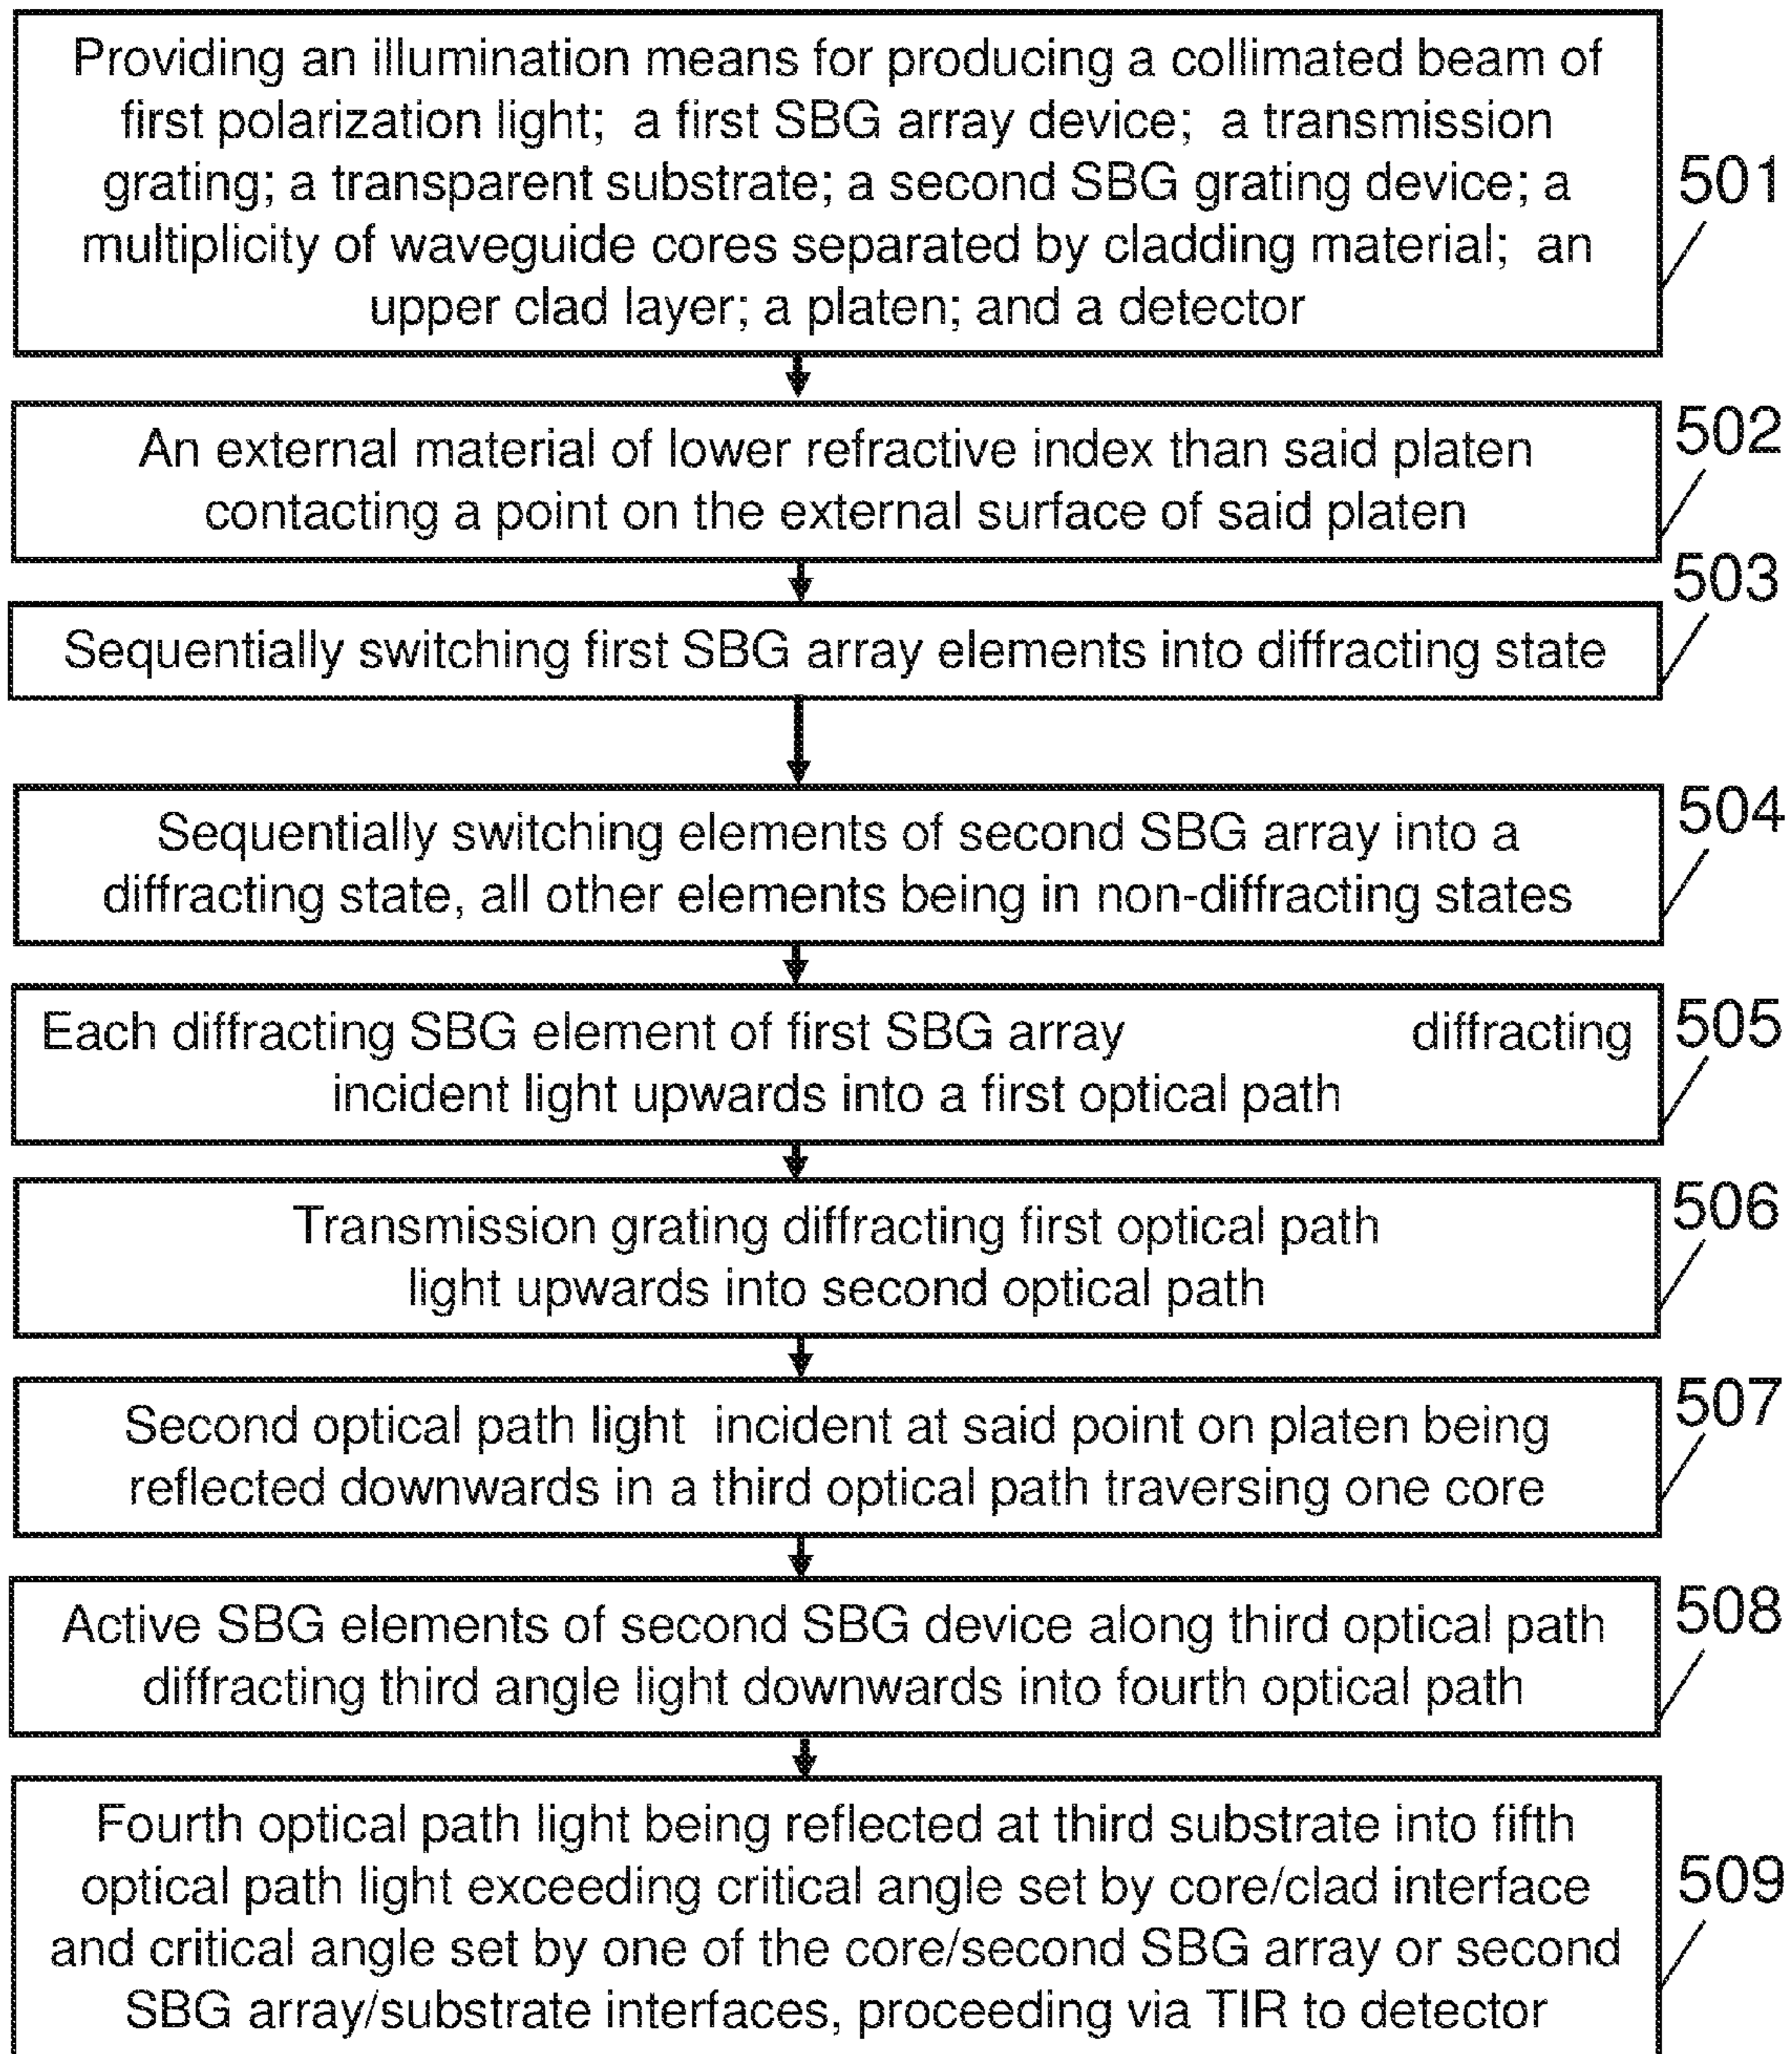 Providing an illumination means for producing a collimated beam of
first polarization light; a first SBG array device; a transmission
grating; a transparent substrate; a second SBG grating device; a
multiplicity of waveguide cores separated by cladding material; an
upper clad layer; a platen; and a detector
501
An external material of lower refractive index than said platen
contacting a point on the external surface of said platen
502
Sequentially switching first SBG array elements into diffracting state
503
Sequentially switching elements of second SBG array into a
diffracting state, all other elements being in non-diffracting states
504
Each diffracting SBG element of first SBG array diffracting
incident light upwards into a first optical path
505
Transmission grating diffracting first optical path
light upwards into second optical path
506
Second optical path light incident at said point on platen being
reflected downwards in a third optical path traversing one core
507
Active SBG elements of second SBG device along third optical path
diffracting third angle light downwards into fourth optical path
508
Fourth optical path light being reflected at third substrate into fifth
optical path light exceeding critical angle set by core/clad interface
and critical angle set by one of the core/second SBG array or second
SBG array/substrate interfaces, proceeding via TIR to detector
509